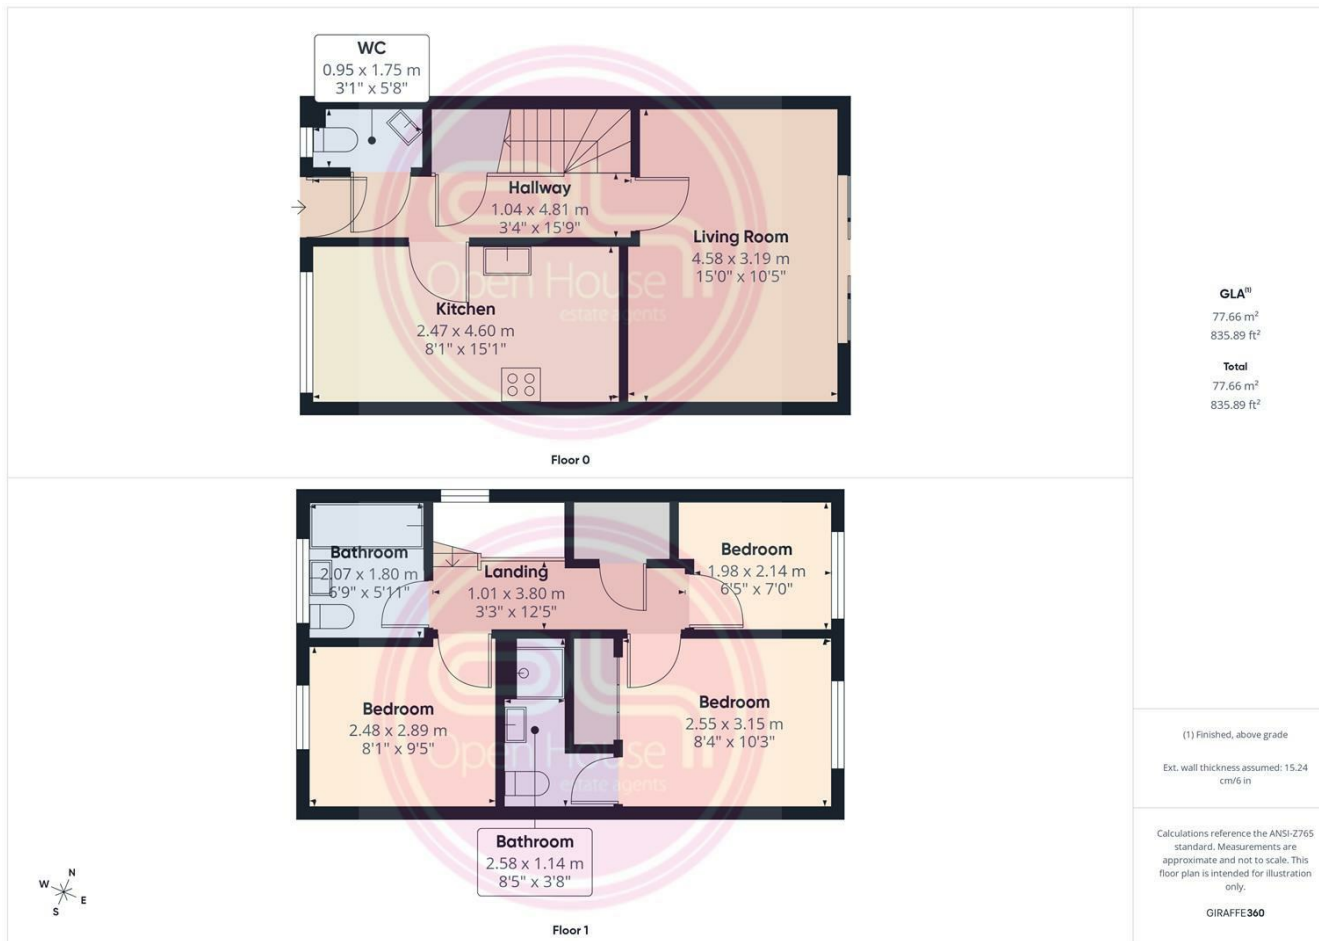 WC
0.95 x 1.75 m
3'1" x 5'8"
Hallway
1.04 x 4.81 m
3'4" x 15'9"
Living Room
4.58 x 3.19 m
15'0" x 10'5"
Open House
estate agents
Kitchen
2.47 x 4.60 m
8'1" x 15'1"
Floor 0
GLA⁽¹⁾
77.66 m²
835.89 ft²
Total
77.66 m²
835.89 ft²
Bathroom
2.07 x 1.80 m
6'9" x 5'11"
Landing
1.01 x 3.80 m
3'3" x 12'5"
Bedroom
1.98 x 2.14 m
6'5" x 7'0"
Bedroom
2.48 x 2.89 m
8'1" x 9'5"
Bedroom
2.55 x 3.15 m
8'4" x 10'3"
Open House
estate agents
Bathroom
2.58 x 1.14 m
8'5" x 3'8"
Floor 1
N
W
E
S
(1) Finished, above grade
Ext. wall thickness assumed: 15.24
cm/6 in
Calculations reference the ANSI-Z765
standard. Measurements are
approximate and not to scale. This
floor plan is intended for illustration
only.
GIRAFFE360